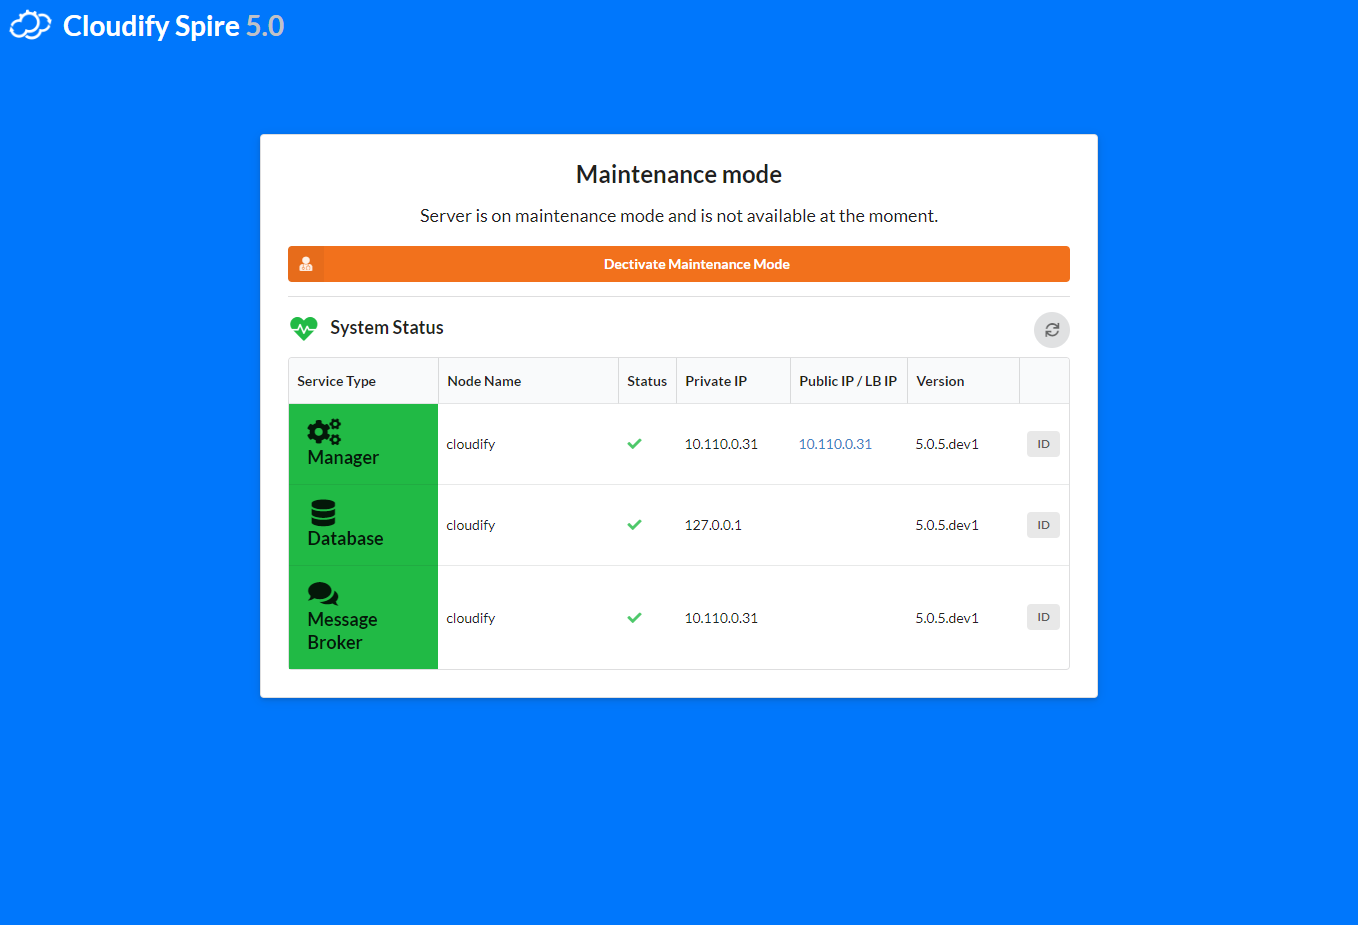 Cloudify Spire 5.0
Maintenance mode
Server is on maintenance mode and is not available at the moment.
Dectivate Maintenance Mode
System Status
Service Type Node Name Status Private IP Public IP / LB IP Version
Manager cloudify 10.110.0.31 10.110.0.31 5.0.5.dev1 ID
Database cloudify 127.0.0.1 5.0.5.dev1 ID
Message
Broker cloudify 10.110.0.31 5.0.5.dev1 ID